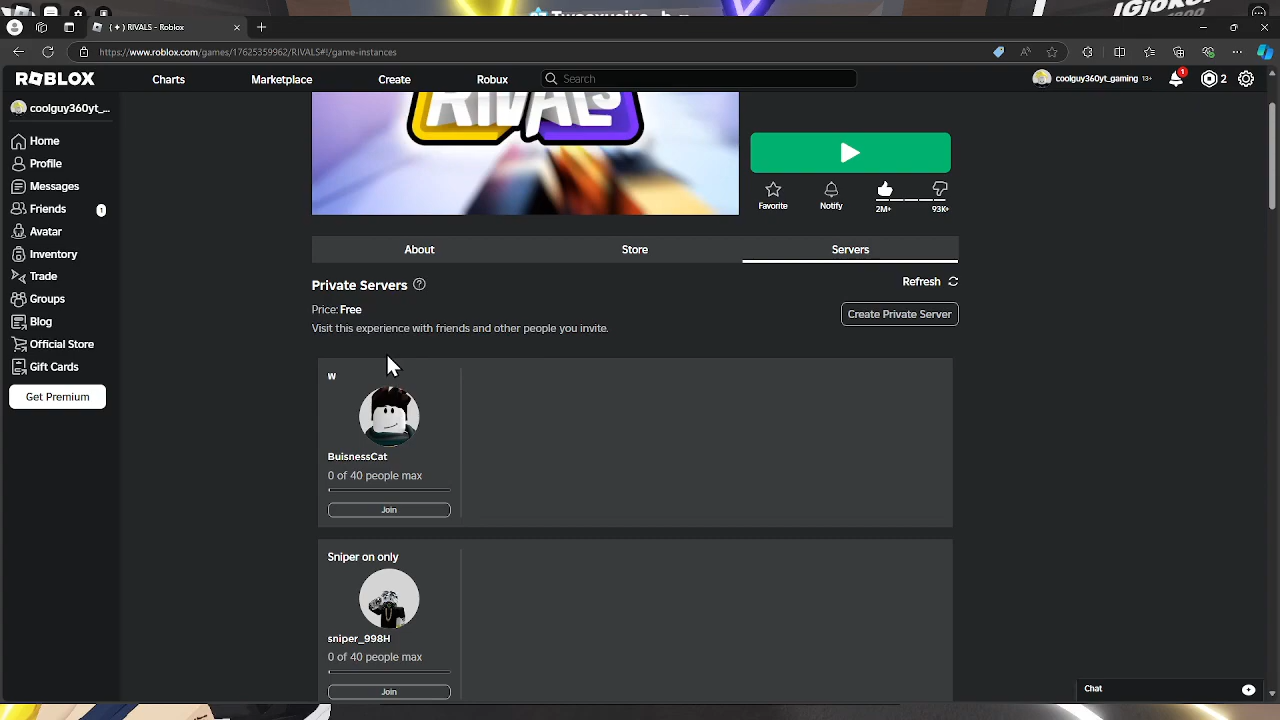 ( ✦ ) RIVALS - Roblox
https://www.roblox.com/games/17625359962/RIVALS#!/game-instances
ROBLOX
Charts
Marketplace
Create
Robux
Search
coolguy360yt_gaming 13+
1
2
coolguy360yt_...
Home
Profile
Messages
Friends
1
Avatar
Inventory
Trade
Groups
Blog
Official Store
Gift Cards
Get Premium
RIVALS
Favorite
Notify
2M+
93K+
About
Store
Servers
Private Servers
Refresh
Price: Free
Create Private Server
Visit this experience with friends and other people you invite.
W
BuisnessCat
0 of 40 people max
Join
Sniper on only
sniper_998H
0 of 40 people max
Join
Chat